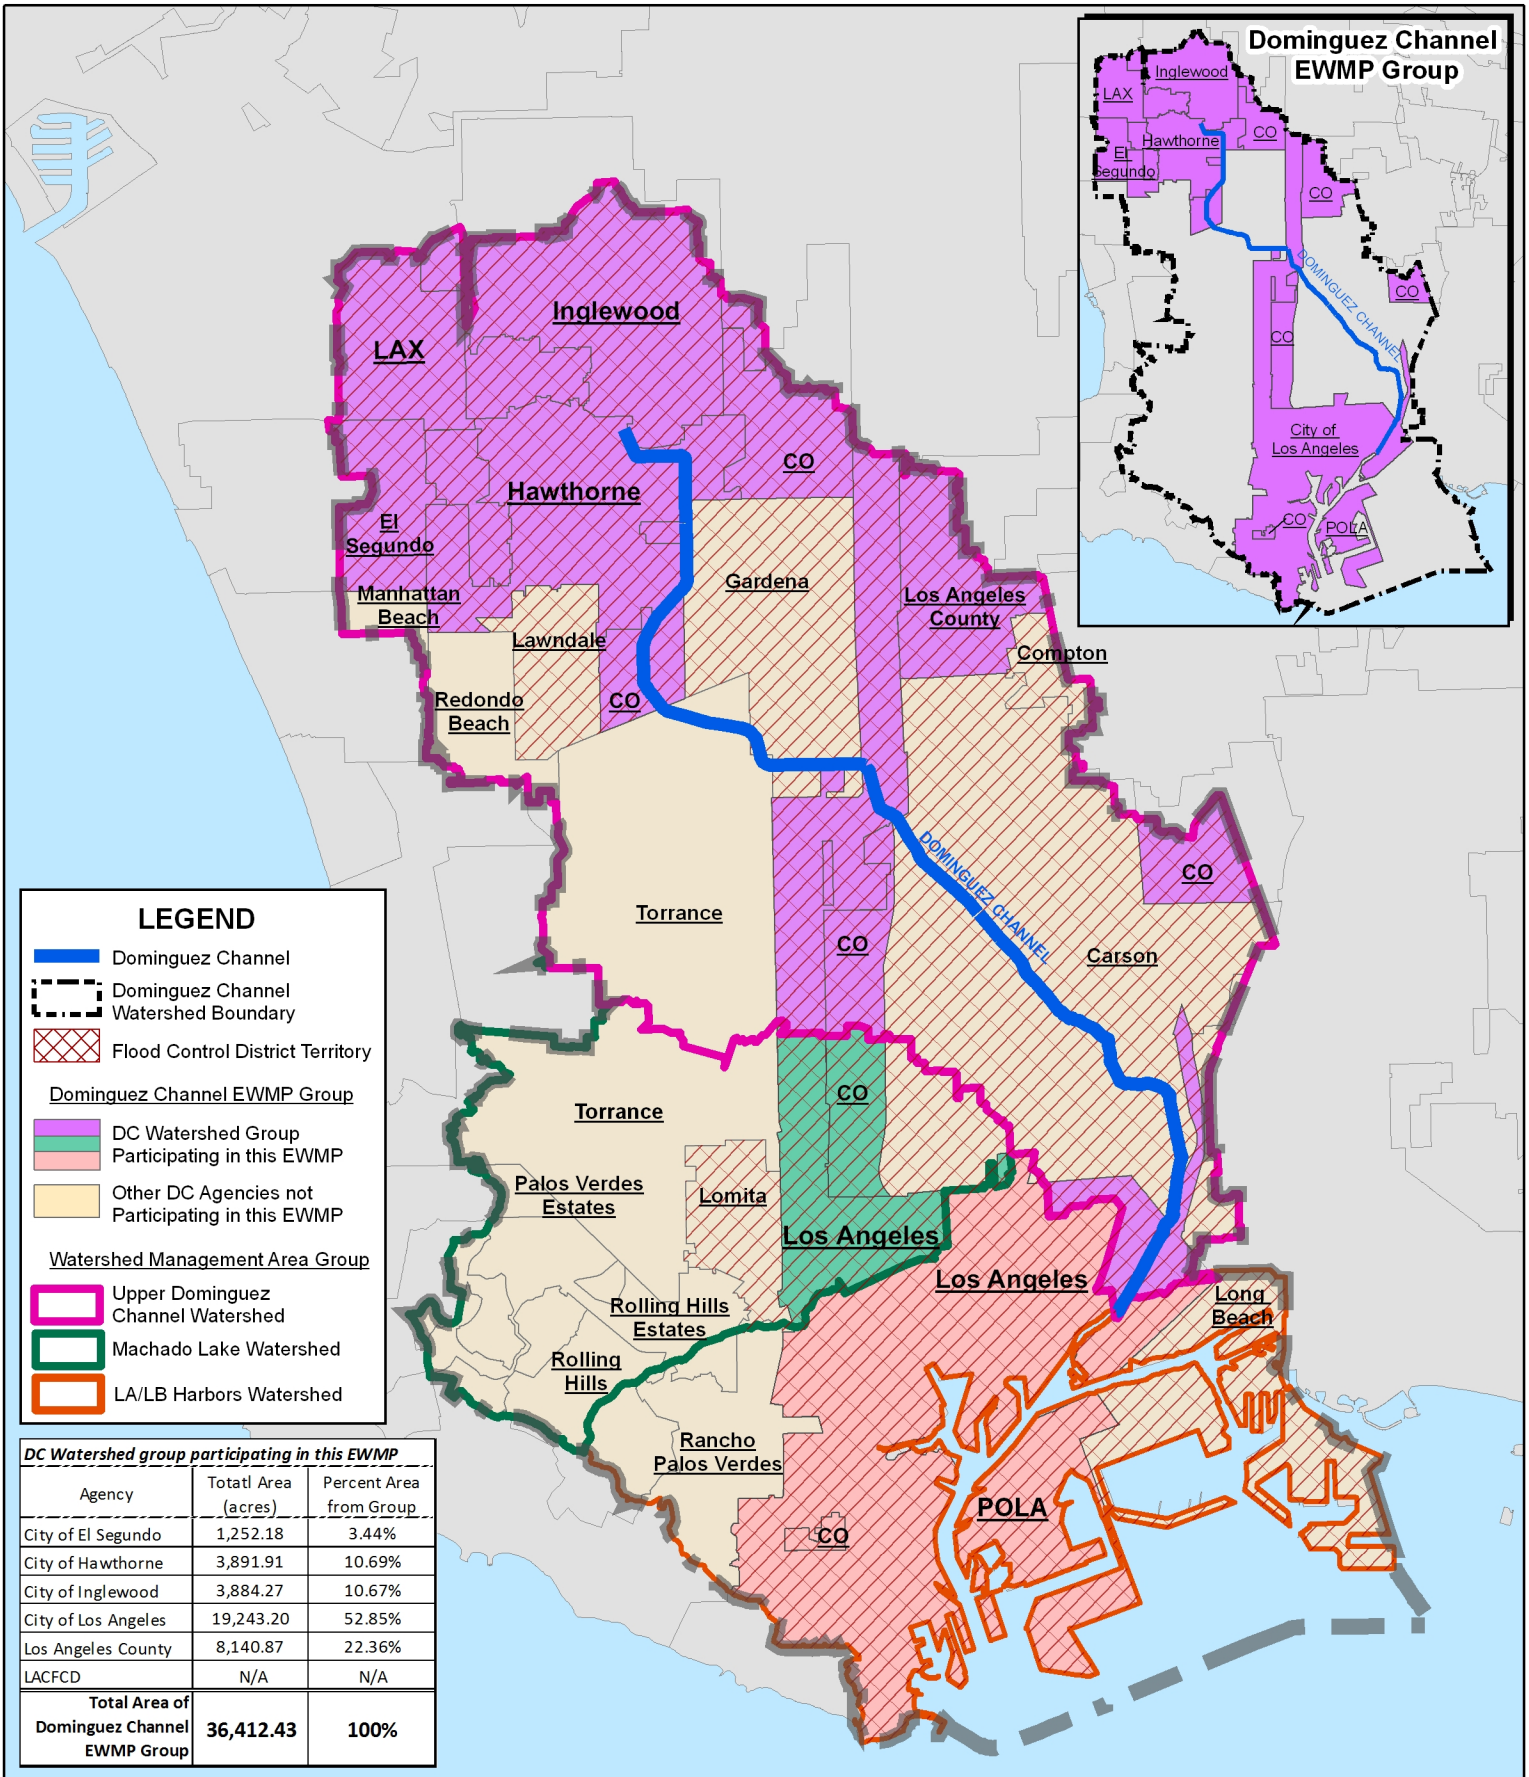 Dominguez Channel
EWMP Group
Inglewood
LAX
CO
Hawthorne
El
Segundo
CO
CO
DOMINGUEZ CHANNEL
CO
City of
Los Angeles
CO
POLA
Inglewood
LAX
CO
Hawthorne
El
Segundo
Gardena
Manhattan
Beach
Los Angeles
County
Lawndale
Compton
Redondo
Beach
CO
DOMINGUEZ CHANNEL
CO
Torrance
CO
Carson
CO
Torrance
Palos Verdes
Estates
Lomita
Los Angeles
Los Angeles
Long
Beach
Rolling Hills
Estates
Rolling
Hills
Rancho
Palos Verdes
POLA
CO
LEGEND
Dominguez Channel
Dominguez Channel
Watershed Boundary
Flood Control District Territory
Dominguez Channel EWMP Group
DC Watershed Group
Participating in this EWMP
Other DC Agencies not
Participating in this EWMP
Watershed Management Area Group
Upper Dominguez
Channel Watershed
Machado Lake Watershed
LA/LB Harbors Watershed
DC Watershed group participating in this EWMP
Agency Totatl Area (acres) Percent Area from Group
City of El Segundo 1,252.18 3.44%
City of Hawthorne 3,891.91 10.69%
City of Inglewood 3,884.27 10.67%
City of Los Angeles 19,243.20 52.85%
Los Angeles County 8,140.87 22.36%
LACFCD N/A N/A
Total Area of
Dominguez Channel 36,412.43 100%
EWMP Group